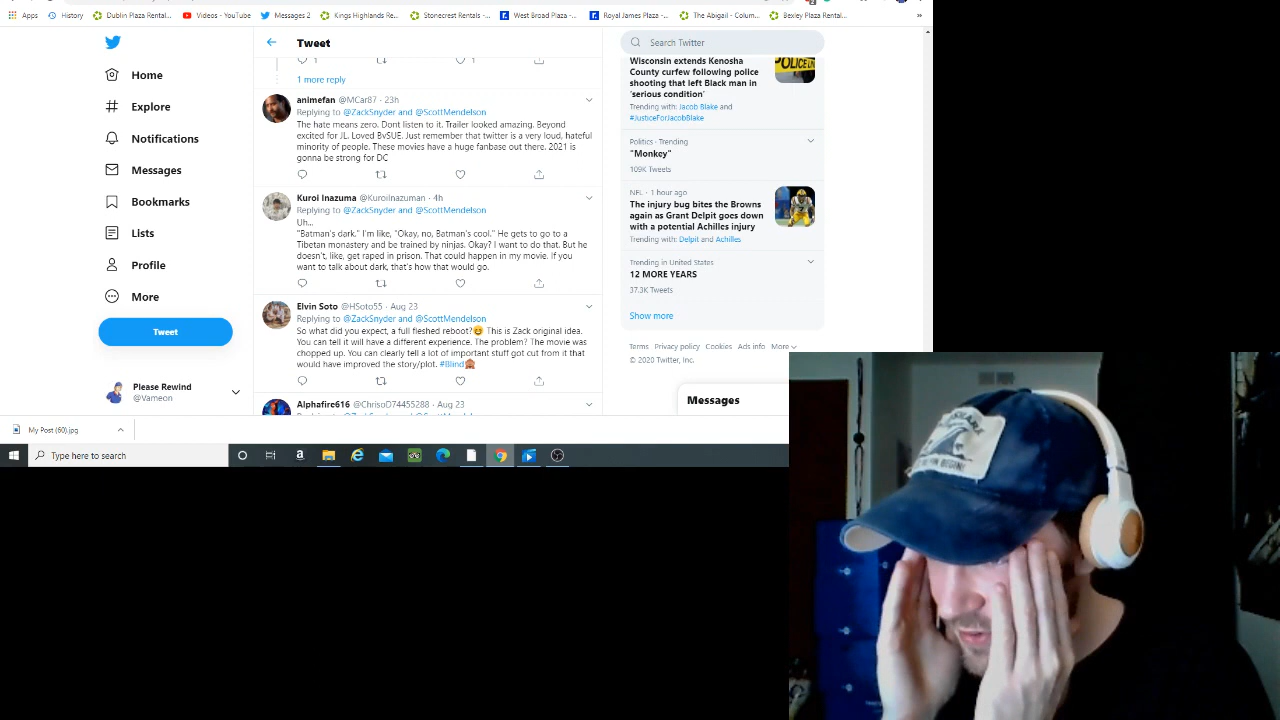 Apps
History
Dublin Plaza Rental...
Videos - YouTube
Messages 2
Kings Highlands Re...
Stonecrest Rentals -...
West Broad Plaza -...
Royal James Plaza -...
The Abigail - Colum...
Bexley Plaza Rental...
Home
Explore
Notifications
Messages
Bookmarks
Lists
Profile
More
Tweet
Please Rewind
@Vameon
Tweet
1
1
1 more reply
animefan @MCar87 · 23h
Replying to @ZackSnyder and @ScottMendelson
The hate means zero. Dont listen to it. Trailer looked amazing. Beyond
excited for JL. Loved BvSUE. Just remember that twitter is a very loud, hateful
minority of people. These movies have a huge fanbase out there. 2021 is
gonna be strong for DC
Kuroi Inazuma @KuroiInazuman · 4h
Replying to @ZackSnyder and @ScottMendelson
Uh...
"Batman's dark." I'm like, "Okay, no, Batman's cool." He gets to go to a
Tibetan monastery and be trained by ninjas. Okay? I want to do that. But he
doesn't, like, get raped in prison. That could happen in my movie. If you
want to talk about dark, that's how that would go.
Elvin Soto @HSoto55 · Aug 23
Replying to @ZackSnyder and @ScottMendelson
So what did you expect, a full fleshed reboot?😆 This is Zack original idea.
You can tell it will have a different experience. The problem? The movie was
chopped up. You can clearly tell a lot of important stuff got cut from it that
would have improved the story/plot. #Blind🙈
Alphafire616 @ChrisoD74455288 · Aug 23
Search Twitter
Wisconsin extends Kenosha
County curfew following police
shooting that left Black man in
'serious condition'
Trending with: Jacob Blake and
#JusticeForJacobBlake
POLICE LIN
Politics · Trending
"Monkey"
109K Tweets
NFL · 1 hour ago
The injury bug bites the Browns
again as Grant Delpit goes down
with a potential Achilles injury
Trending with: Delpit and Achilles
Trending in United States
12 MORE YEARS
37.3K Tweets
Show more
Terms Privacy policy Cookies Ads info More
© 2020 Twitter, Inc.
Messages
My Post (60).jpg
Type here to search